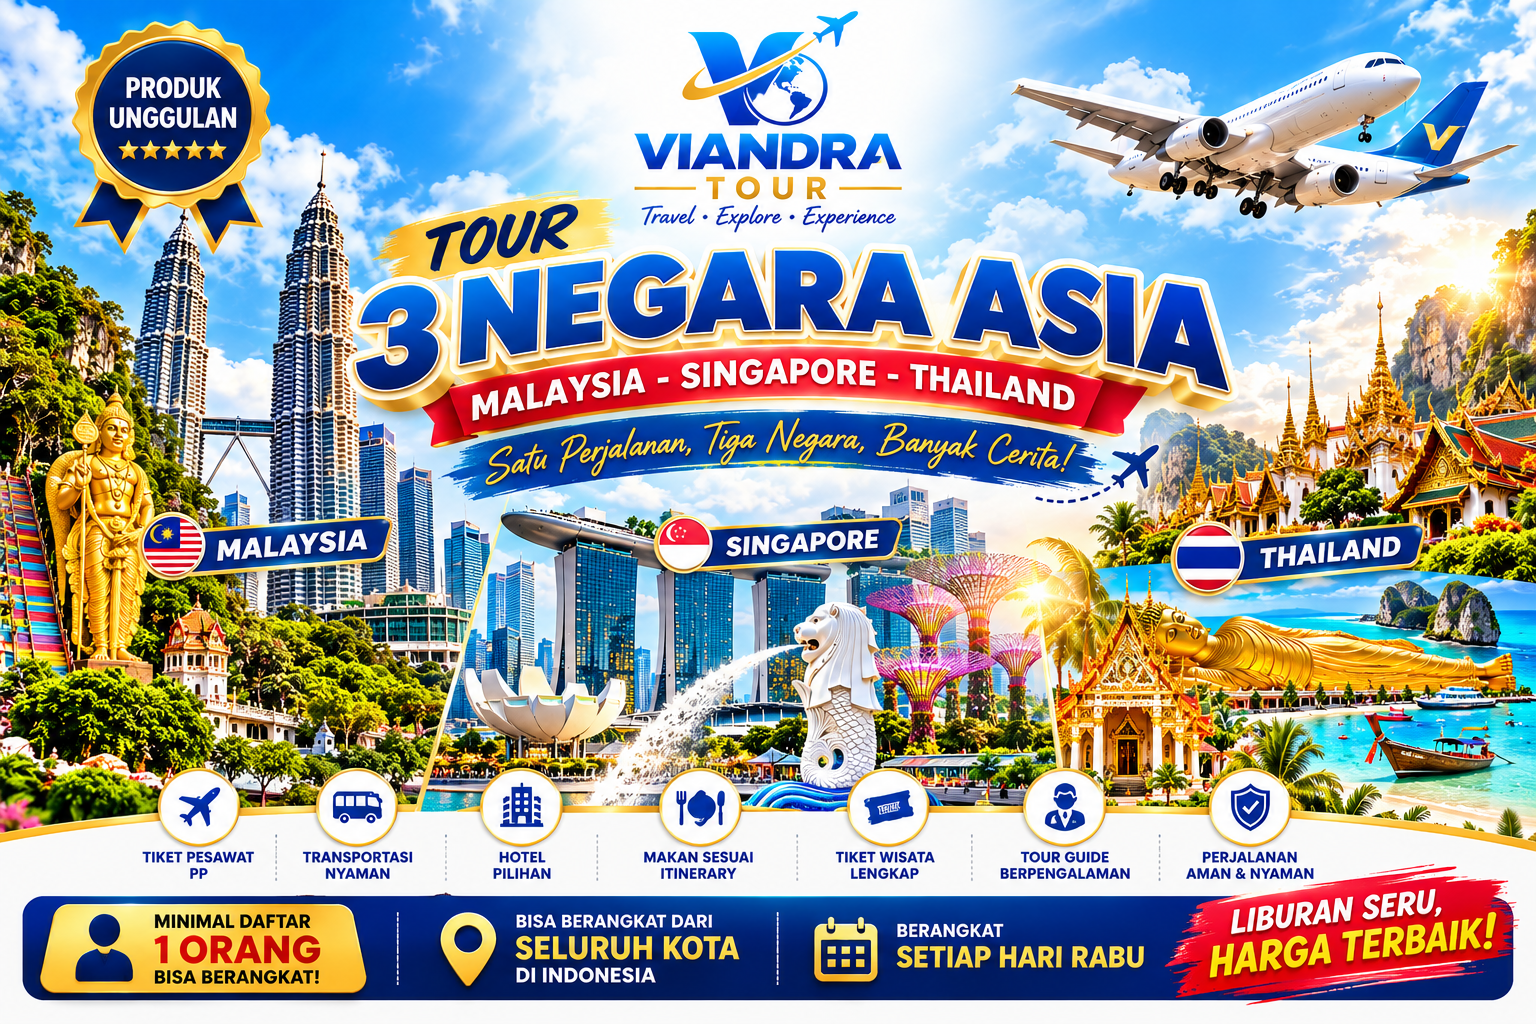 PRODUK
UNGGULAN
VIANDRA
TOUR
Travel • Explore • Experience
TOUR
3 NEGARA ASIA
MALAYSIA - SINGAPORE - THAILAND
Satu Perjalanan, Tiga Negara, Banyak Cerita!
V
MALAYSIA
SINGAPORE
THAILAND
TIKET PESAWAT
PP
TRANSPORTASI
NYAMAN
HOTEL
PILIHAN
MAKAN SESUAI
ITINERARY
TIKET WISATA
LENGKAP
TOUR GUIDE
BERPENGALAMAN
PERJALANAN
AMAN & NYAMAN
MINIMAL DAFTAR
1 ORANG
BISA BERANGKAT!
BISA BERANGKAT DARI
SELURUH KOTA
DI INDONESIA
BERANGKAT
SETIAP HARI RABU
LIBURAN SERU,
HARGA TERBAIK!